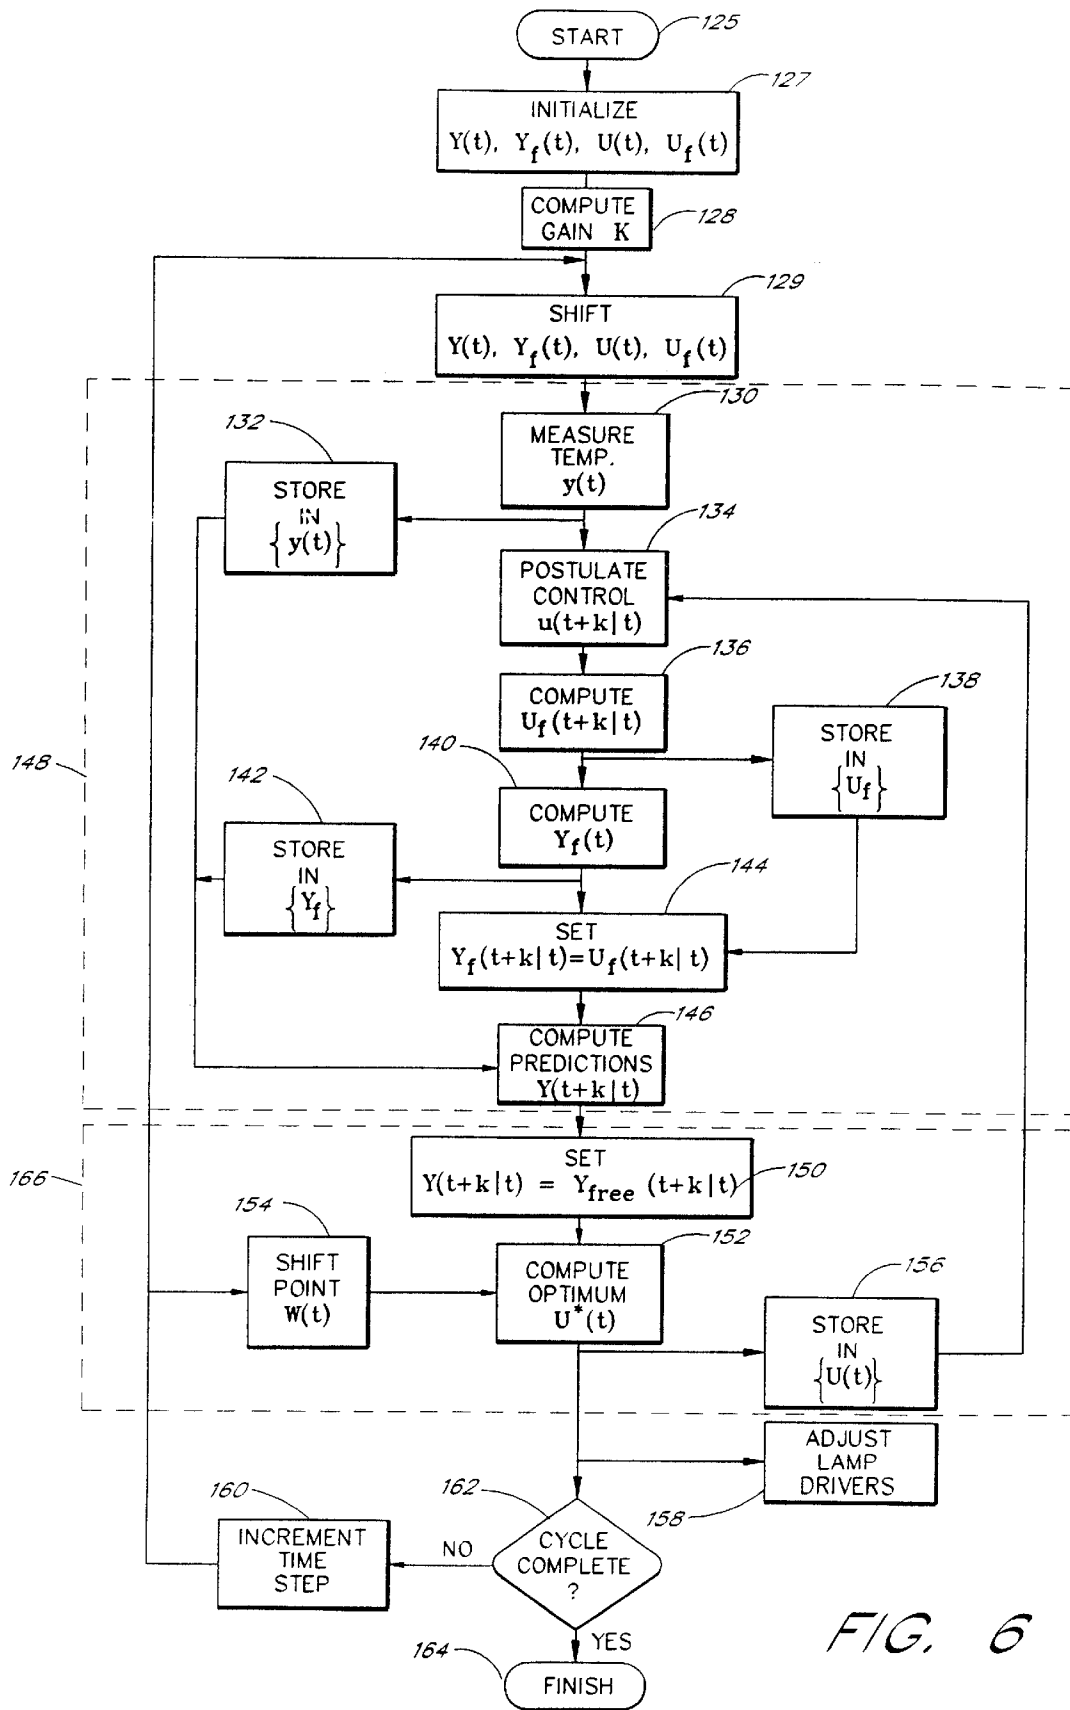 START
125
127
INITIALIZE
Y(t), Y_f(t), U(t), U_f(t)
COMPUTE
GAIN K
128
129
SHIFT
Y(t), Y_f(t), U(t), U_f(t)
130
MEASURE
TEMP.
y(t)
132
STORE
IN
{y(t)}
134
POSTULATE
CONTROL
u(t+k|t)
136
COMPUTE
U_f(t+k|t)
138
STORE
IN
{U_f}
140
COMPUTE
Y_f(t)
148
142
STORE
IN
{Y_f}
144
SET
Y_f(t+k|t)=U_f(t+k|t)
146
COMPUTE
PREDICTIONS
Y(t+k|t)
SET
Y(t+k|t) = Y_free (t+k|t)
150
166
154
SHIFT
POINT
W(t)
152
COMPUTE
OPTIMUM
U*(t)
156
STORE
IN
{U(t)}
ADJUST
LAMP
DRIVERS
158
160
INCREMENT
TIME
STEP
162
CYCLE
COMPLETE
?
NO
YES
164
FINISH
FIG. 6